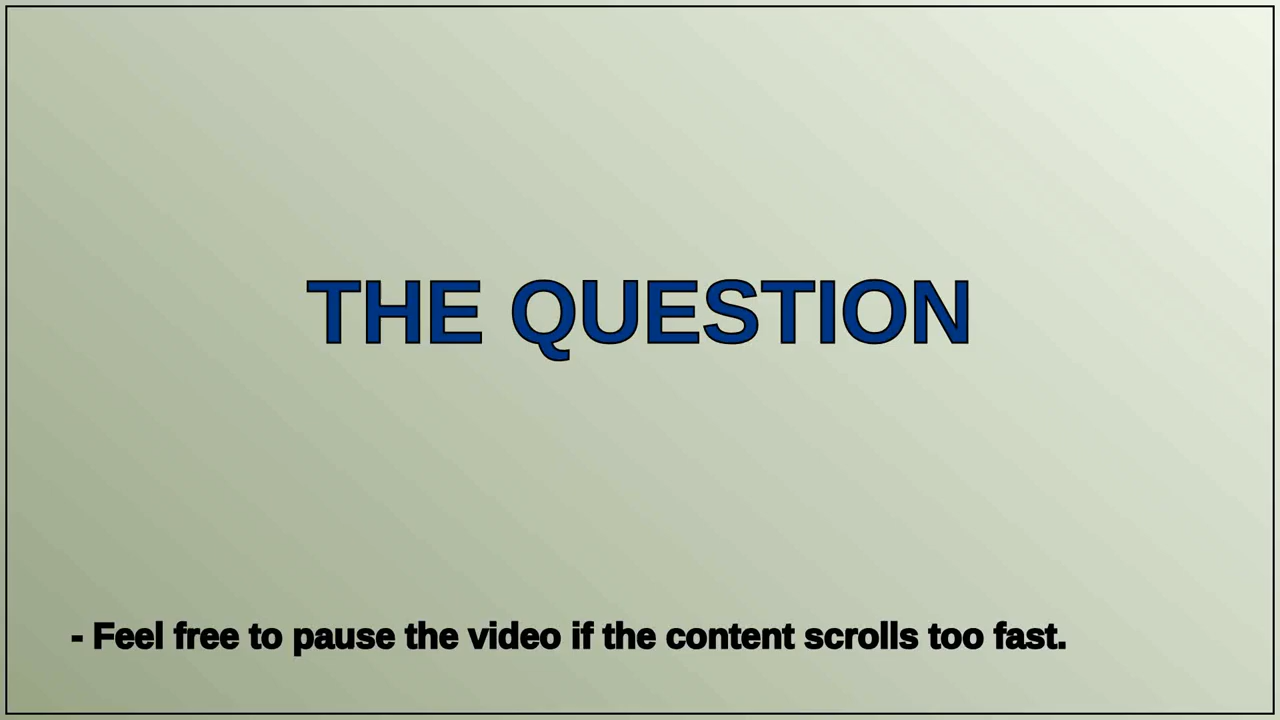 THE QUESTION
- Feel free to pause the video if the content scrolls too fast.